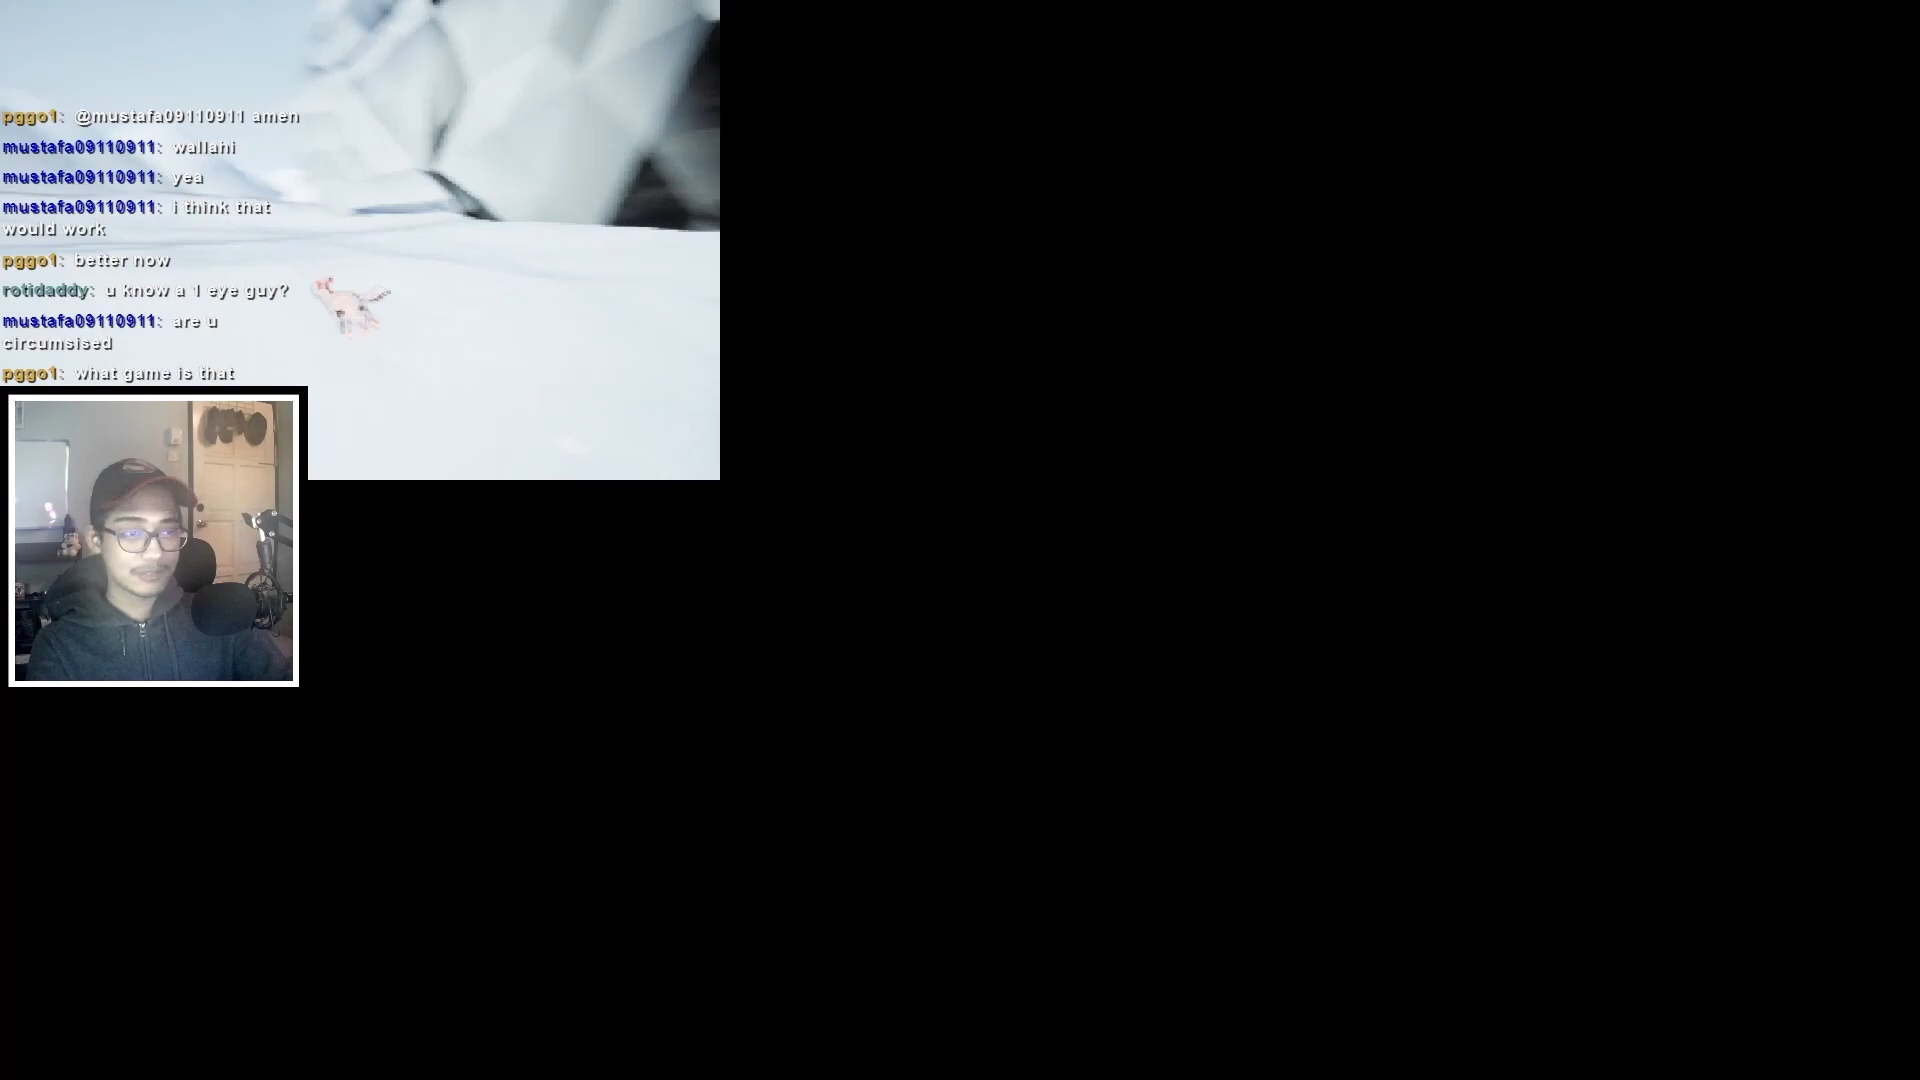 pggo1: @mustafa09110911 amen
mustafa09110911: wallahi
mustafa09110911: yea
mustafa09110911: i think that
would work
pggo1: better now
rotidaddy: u know a 1 eye guy?
mustafa09110911: are u
circumsised
pggo1: what game is that